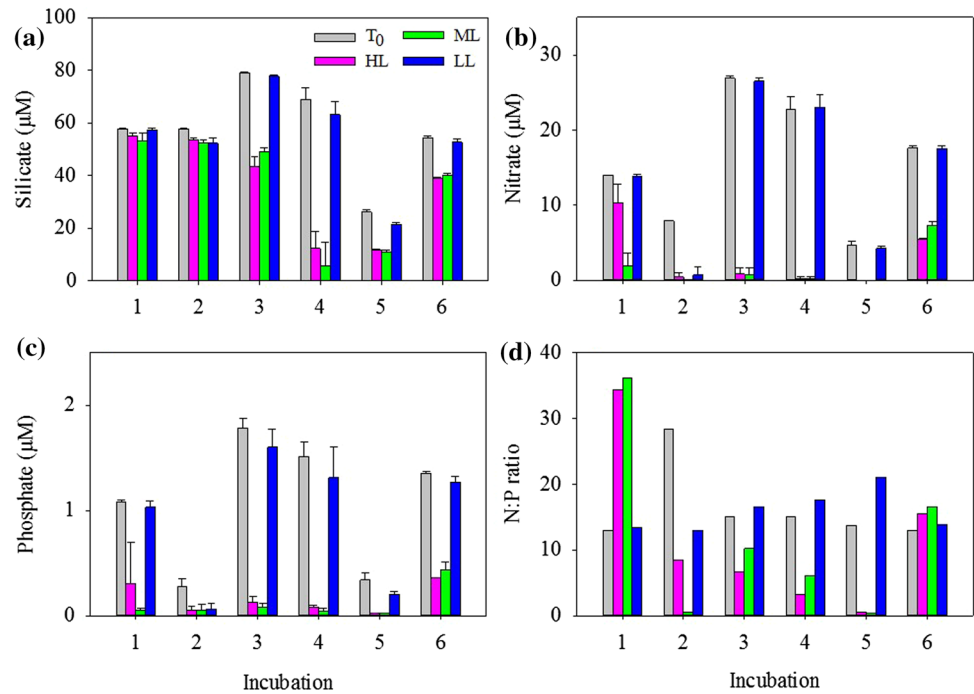 (a)
Silicate (µM)
100
80
60
40
20
0
T0
HL
ML
LL
1 2 3 4 5 6
(b)
Nitrate (µM)
30
20
10
0
1 2 3 4 5 6
(c)
Phosphate (µM)
2
1
0
1 2 3 4 5 6
Incubation
(d)
N:P ratio
40
30
20
10
0
1 2 3 4 5 6
Incubation